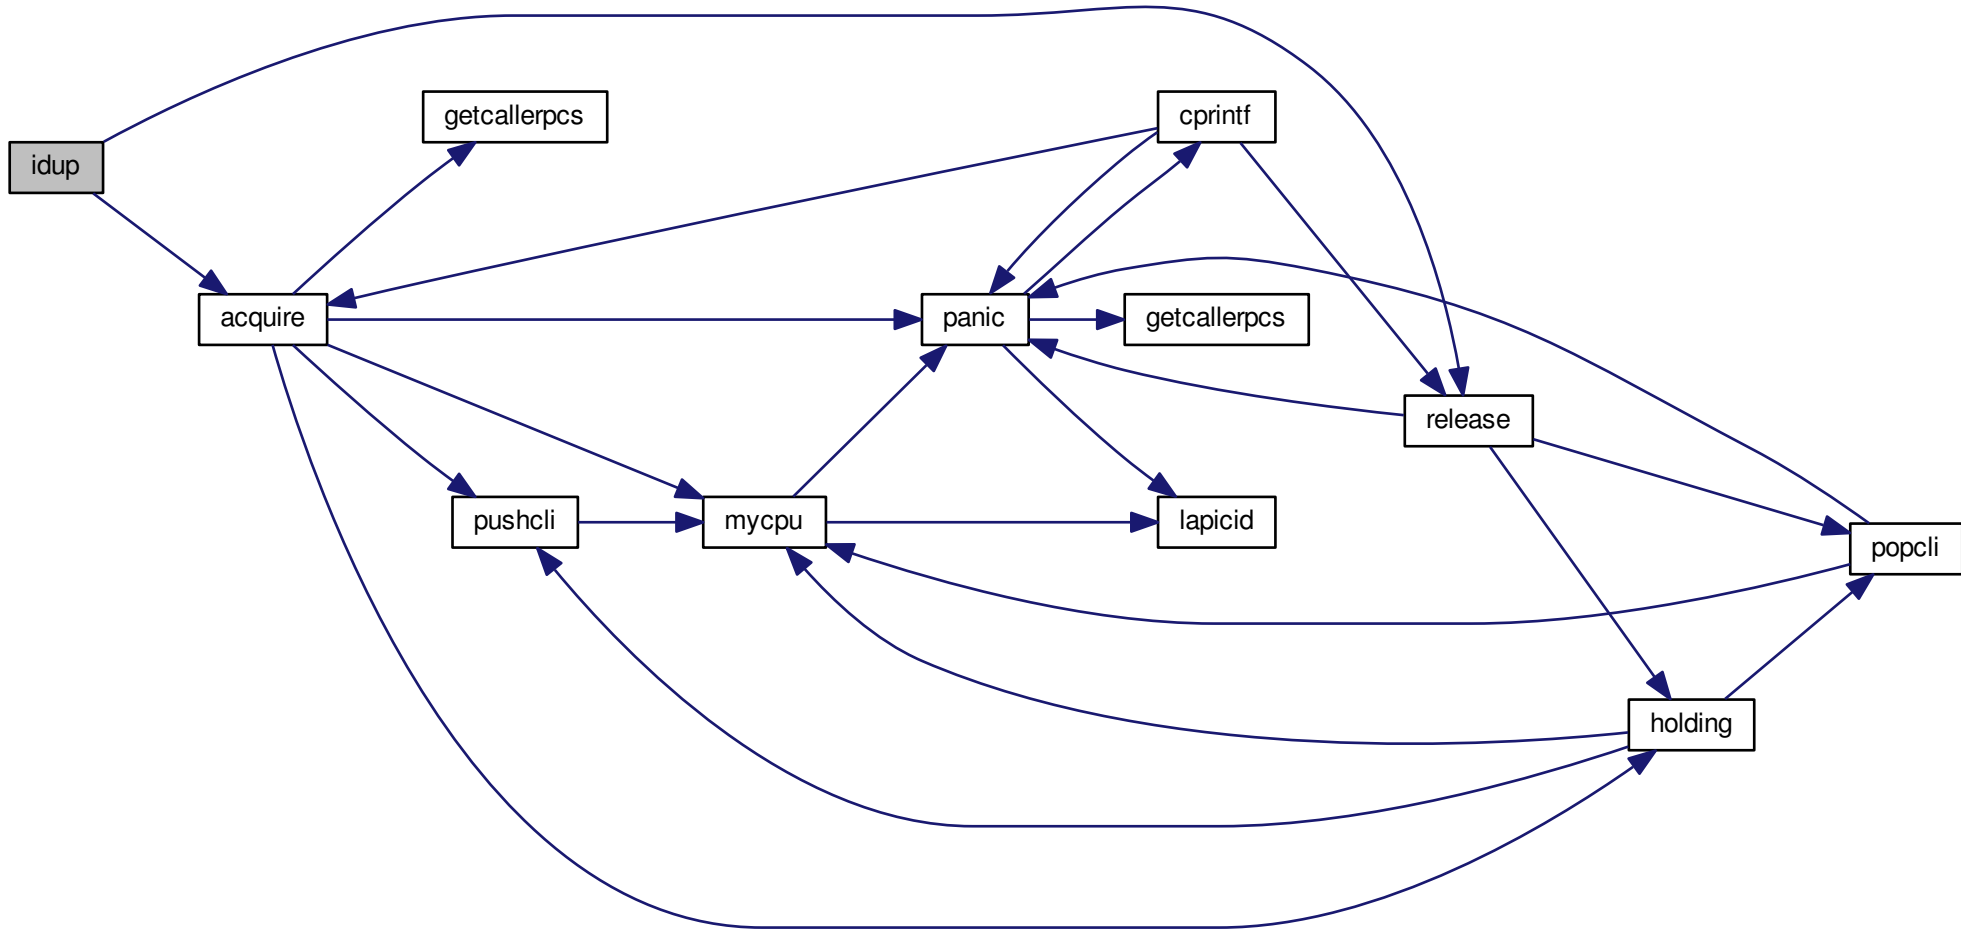 getcallerpcs
cprintf
idup
acquire
panic
getcallerpcs
release
pushcli
mycpu
lapicid
popcli
holding